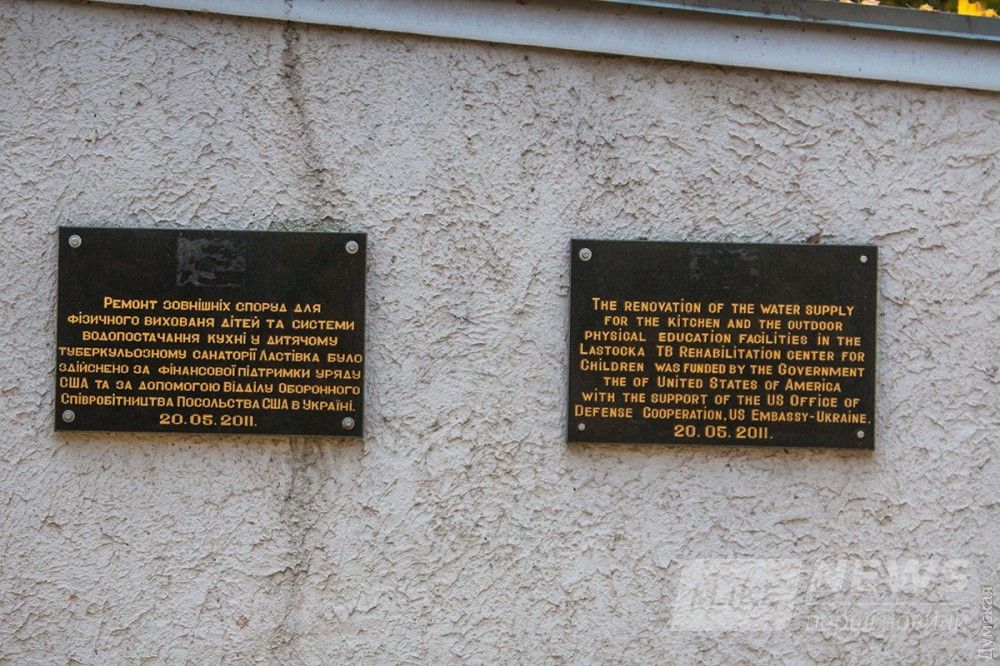 Ремонт зовнішніх споруд для
фізичного вихованя дітей та системи
водопостачання кухні у дитячому
туберкульозному санаторії Ластівка було
здійснено за фінансової підтримки уряду
США та за допомогою Відділу Оборонного
Співробітництва Посольства США в Україні.
20.05.2011.
The renovation of the water supply
for the kitchen and the outdoor
physical education facilities in the
Lastocka TB Rehabilitation center for
Children was funded by the Government
the of United States of America
with the support of the US Office of
Defense Cooperation, US Embassy-Ukraine.
20.05.2011.
NEWS
Думская